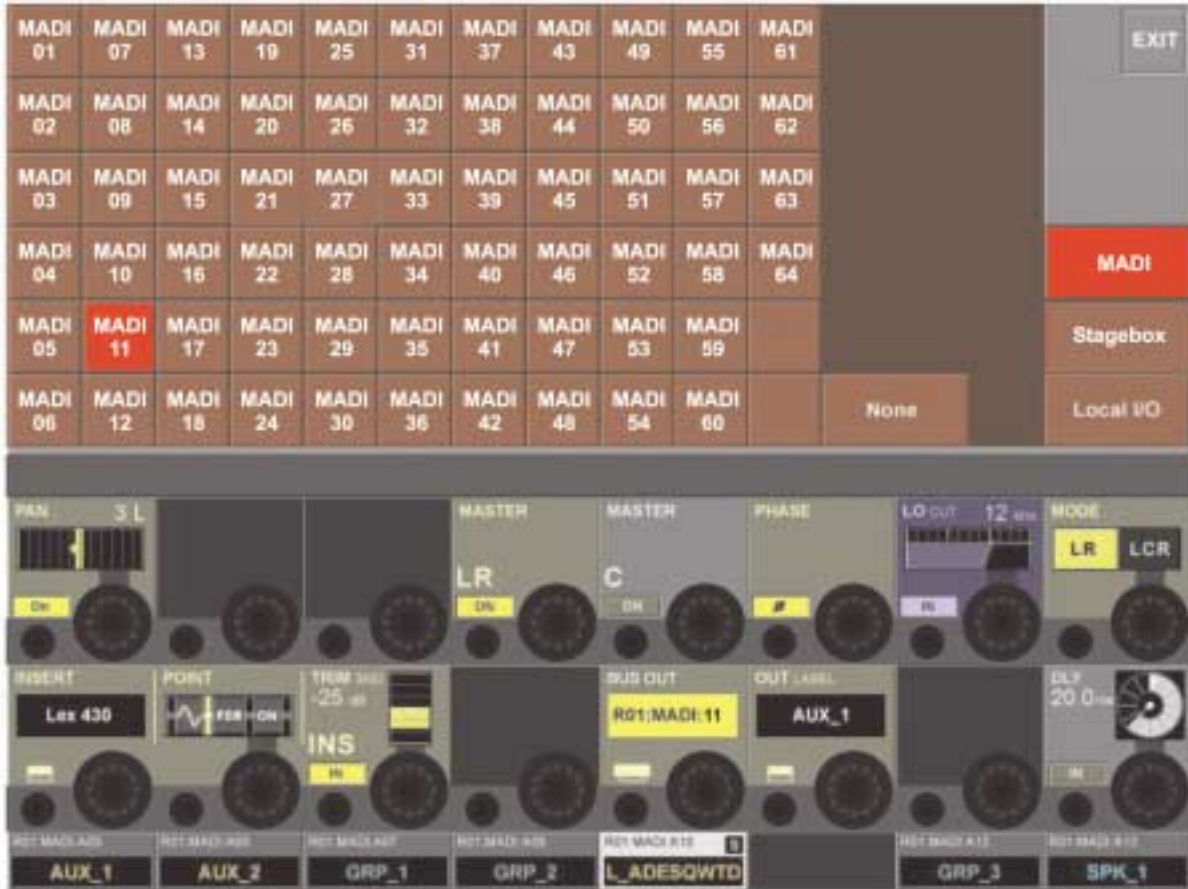 MADI 01 MADI 07 MADI 13 MADI 19 MADI 25 MADI 31 MADI 37 MADI 43 MADI 49 MADI 55 MADI 61 EXIT
MADI 02 MADI 08 MADI 14 MADI 20 MADI 26 MADI 32 MADI 38 MADI 44 MADI 50 MADI 56 MADI 62
MADI 03 MADI 09 MADI 15 MADI 21 MADI 27 MADI 33 MADI 39 MADI 45 MADI 51 MADI 57 MADI 63
MADI 04 MADI 10 MADI 16 MADI 22 MADI 28 MADI 34 MADI 40 MADI 46 MADI 52 MADI 58 MADI 64 MADI
MADI 05 MADI 11 MADI 17 MADI 23 MADI 29 MADI 35 MADI 41 MADI 47 MADI 53 MADI 59 Stagebox
MADI 06 MADI 12 MADI 18 MADI 24 MADI 30 MADI 36 MADI 42 MADI 48 MADI 54 MADI 60 None Local I/O
PAN 3 L MASTER MASTER PHASE LO CUT 12 MODE
LR C LR LCR
On ON ON Ø IN
INSERT POINT TRIM BUS OUT OUT LABEL DLY
-25 20.0
Lex 430 FDR ON R01:MADI:11 AUX_1
INS
IN IN
R01:MADI:A10
AUX_1 AUX_2 GRP_1 GRP_2 L_ADESQWTD GRP_3 SPK_1